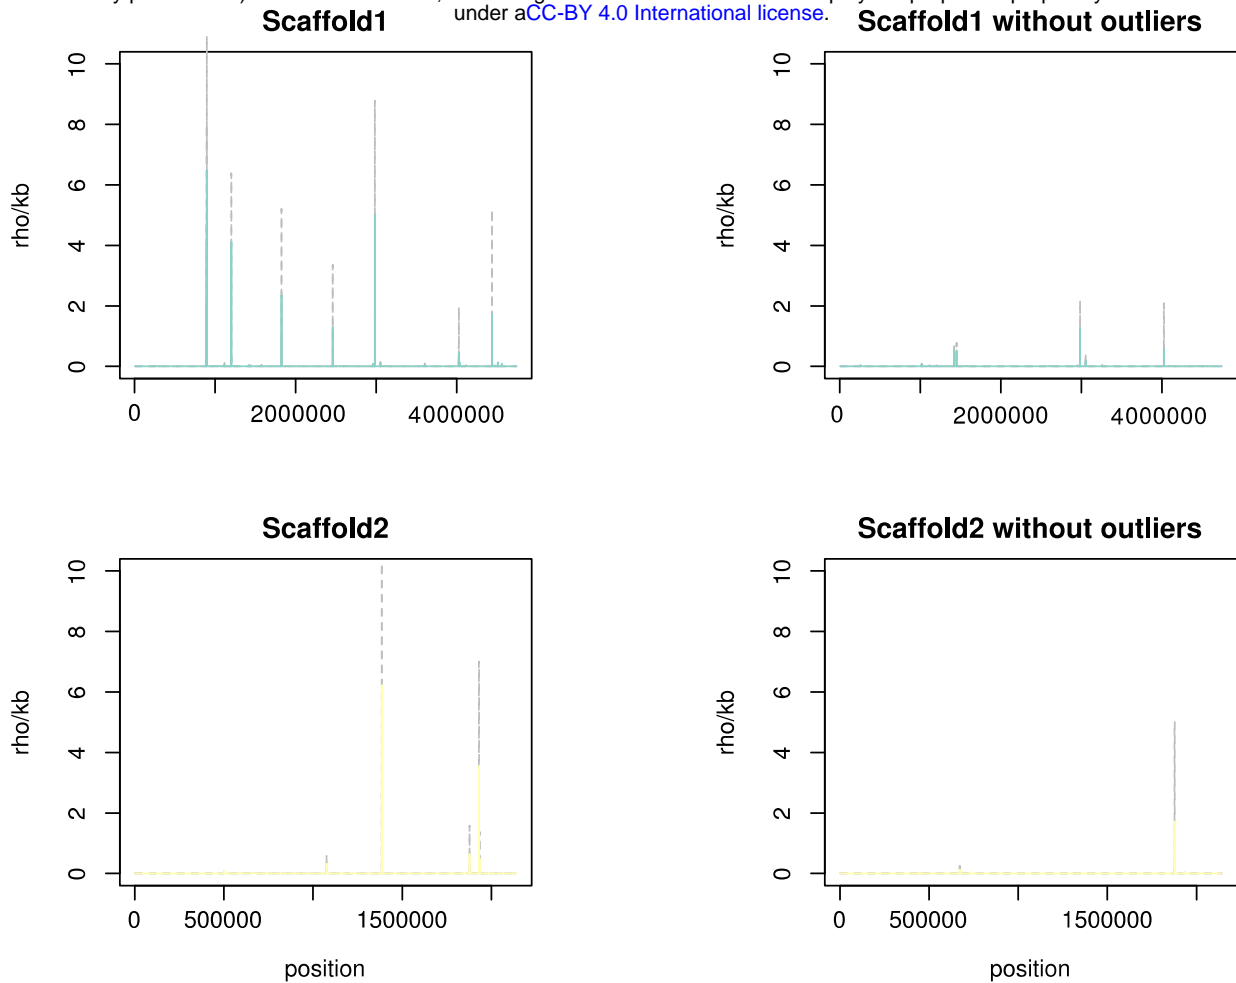 under aCC-BY 4.0 International license.
Scaffold1
Scaffold1 without outliers
rho/kb
0 2 4 6 8 10
0 2000000 4000000
rho/kb
0 2 4 6 8 10
0 2000000 4000000
Scaffold2
Scaffold2 without outliers
rho/kb
0 2 4 6 8 10
0 500000 1500000
position
rho/kb
0 2 4 6 8 10
0 500000 1500000
position